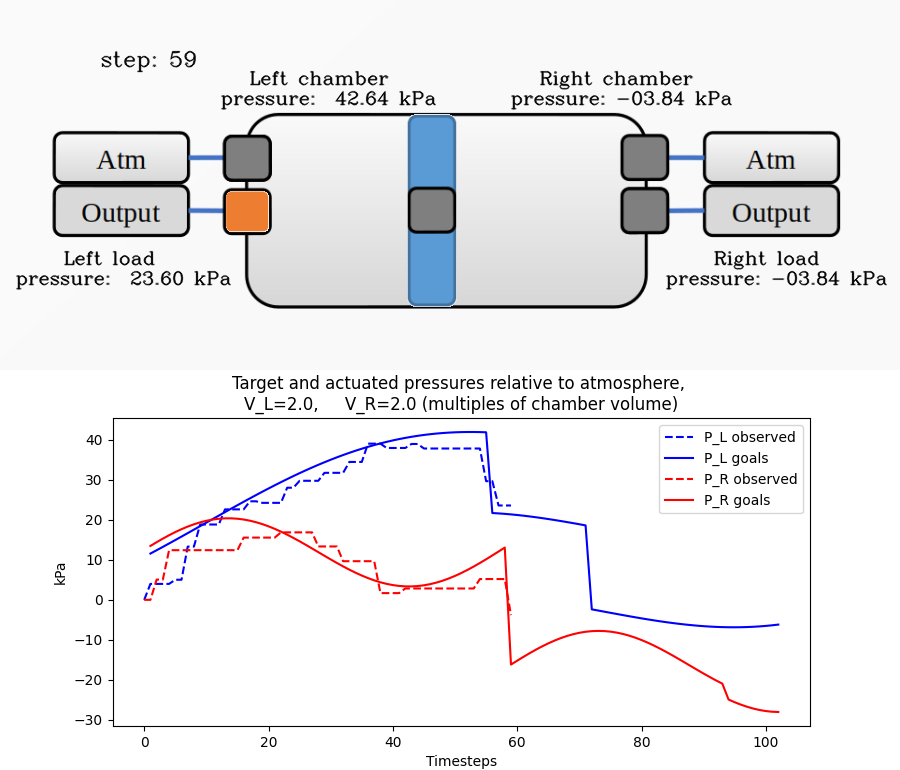 step: 59
Left chamber
pressure:  42.64 kPa
Right chamber
pressure: −03.84 kPa
Atm
Output
Atm
Output
Left load
pressure:  23.60 kPa
Right load
pressure: −03.84 kPa
Target and actuated pressures relative to atmosphere,
V_L=2.0,     V_R=2.0 (multiples of chamber volume)
P_L observed
P_L goals
P_R observed
P_R goals
kPa
40
30
20
10
0
−10
−20
−30
0 20 40 60 80 100
Timesteps